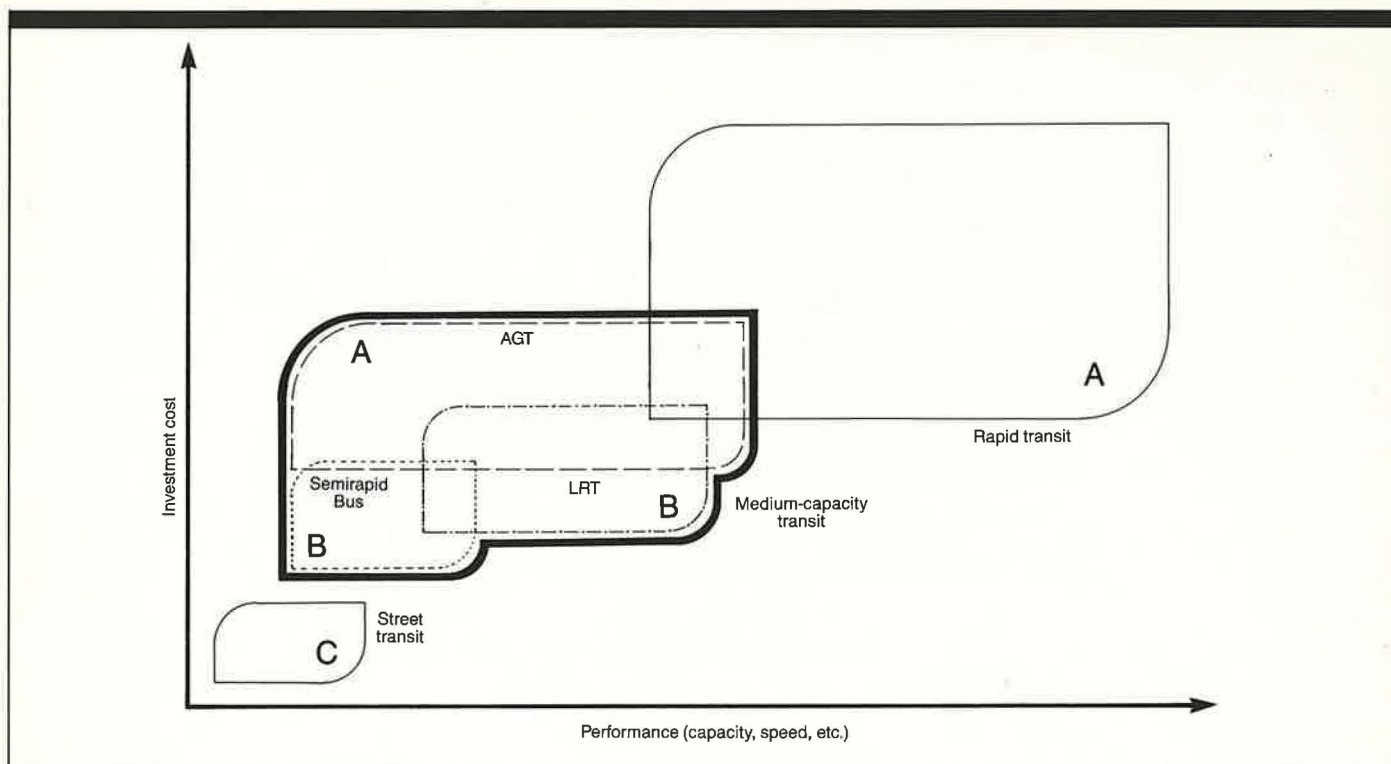 Investment cost
AGT
A
A
Rapid transit
Semirapid
Bus
LRT
B
B
Medium-capacity
transit
Street
transit
C
Performance (capacity, speed, etc.)